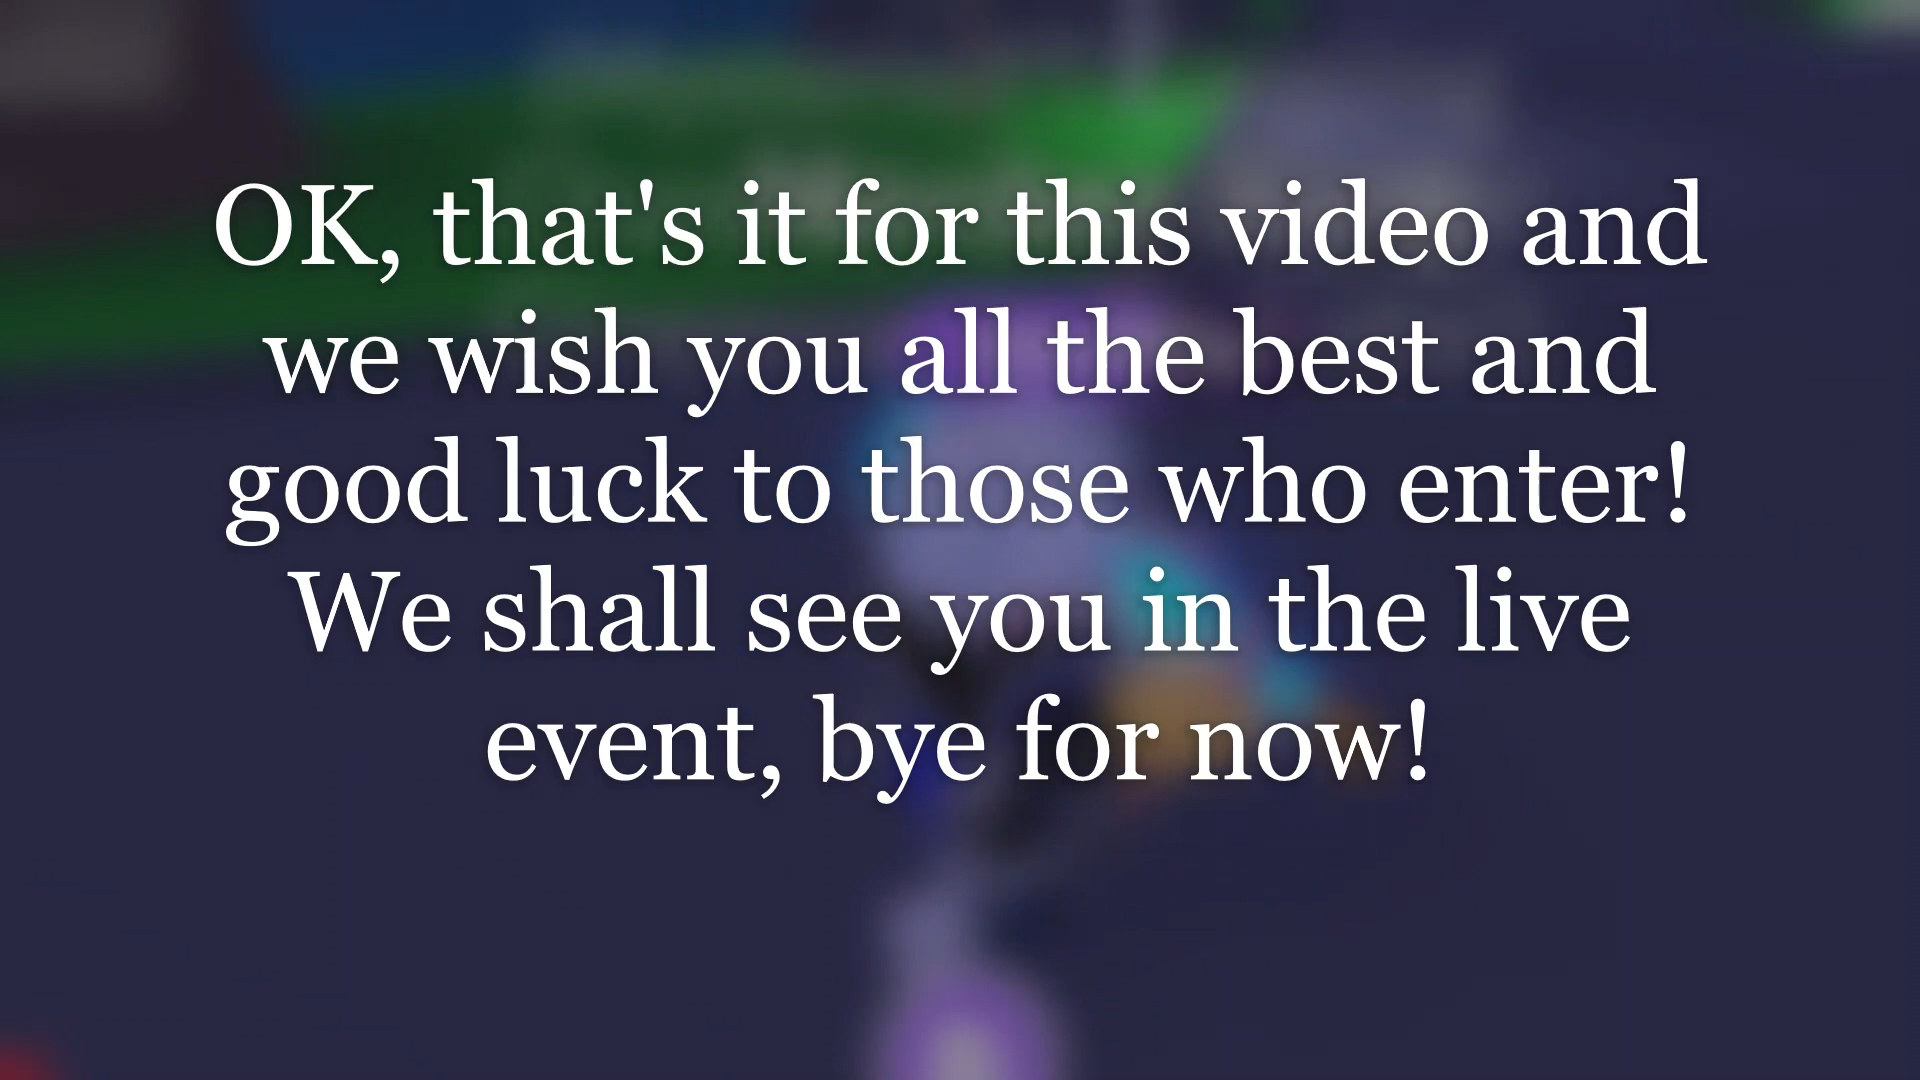 OK, that's it for this video and
we wish you all the best and
good luck to those who enter!
We shall see you in the live
event, bye for now!